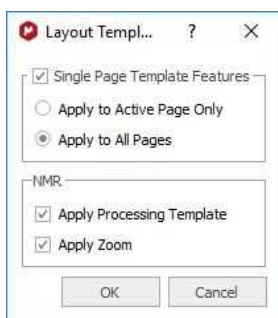 Layout Templ... ?
Single Page Template Features
Apply to Active Page Only
Apply to All Pages
NMR
Apply Processing Template
Apply Zoom
OK Cancel